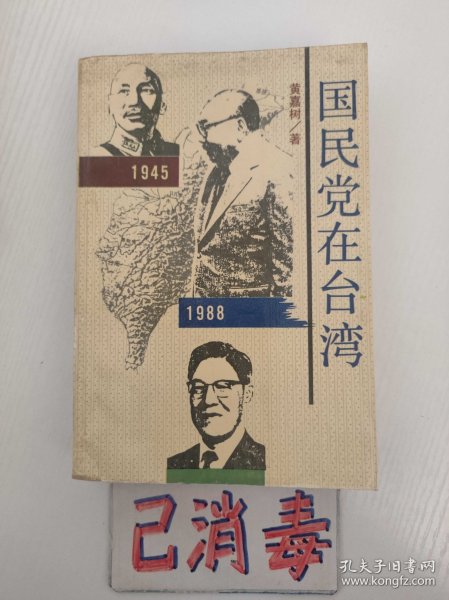 国民党在台湾
黄嘉树/著
1945
1988
已消毒
孔夫子旧书网
www.kongfz.com